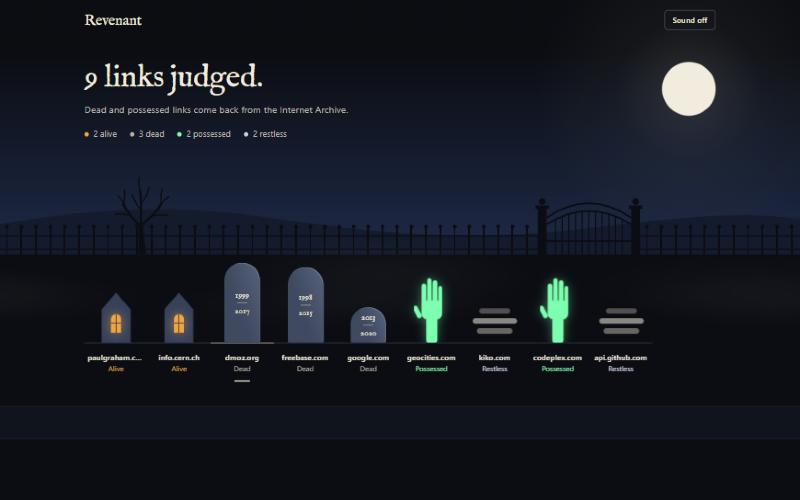 Revenant
Sound off
9 links judged.
Dead and possessed links come back from the Internet Archive.
2 alive 3 dead 2 possessed 2 restless
1999
2017
1998
2015
2013
2020
paulgraham.c... info.cern.ch dmoz.org freebase.com google.com geocities.com kiko.com codeplex.com api.github.com
Alive Alive Dead Dead Dead Possessed Restless Possessed Restless